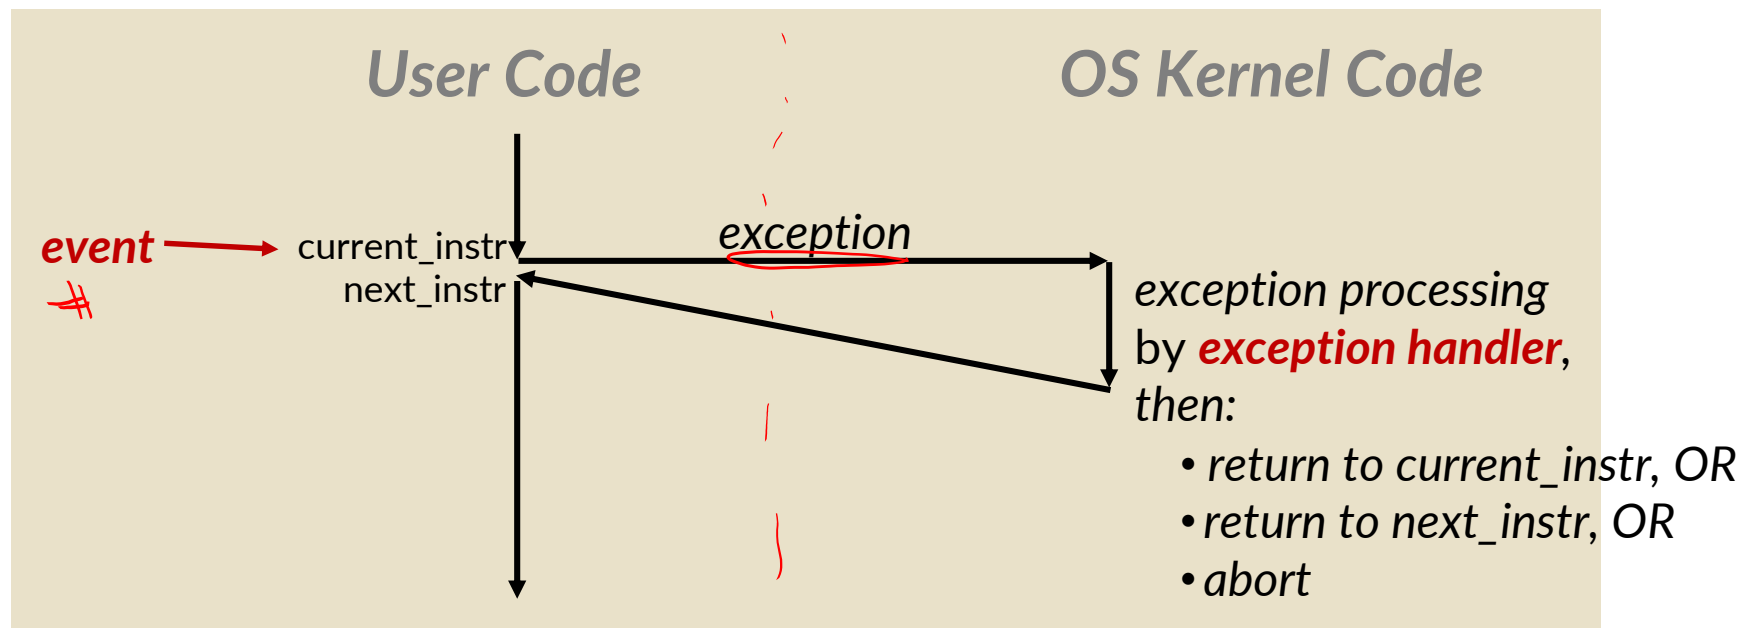 User Code
OS Kernel Code
event
current_instr
next_instr
exception
exception processing
by exception handler,
then:
• return to current_instr, OR
• return to next_instr, OR
• abort